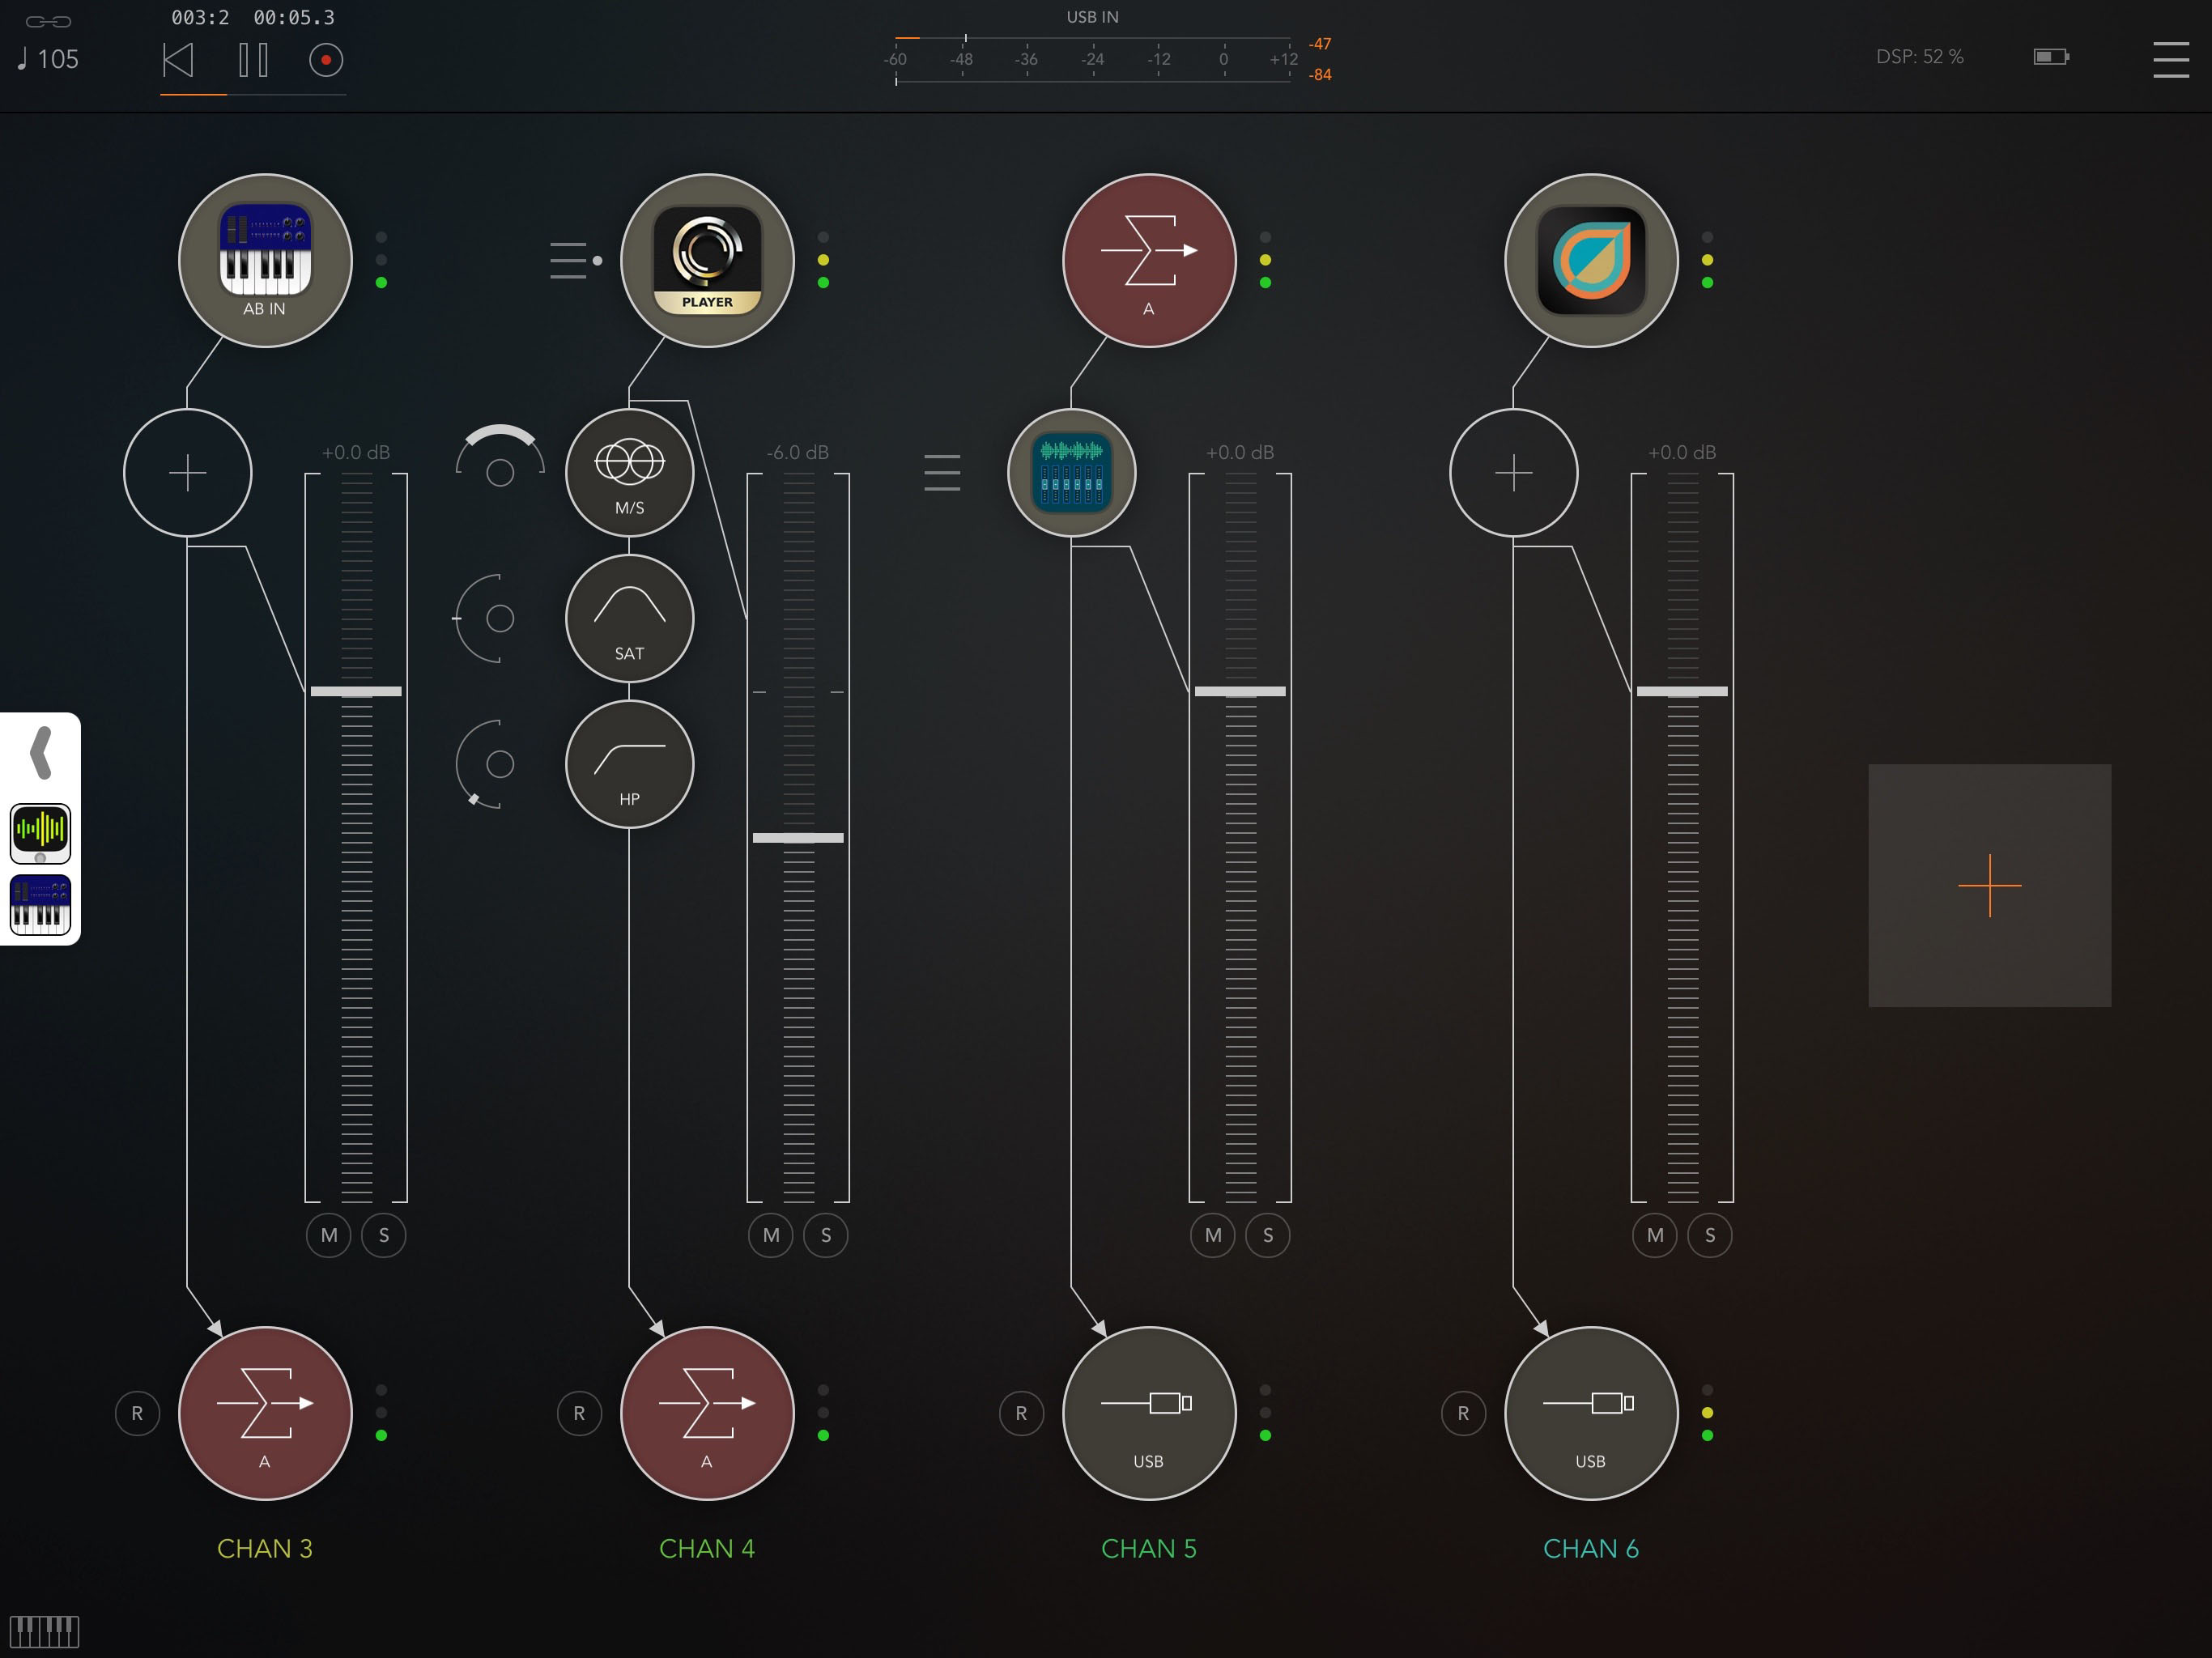 003:2 00:05.3
USB IN
105
-47
-60 -48 -36 -24 -12 0 +12
-84
DSP: 52 %
AB IN
PLAYER
A
+0.0 dB
-6.0 dB
+0.0 dB
+0.0 dB
M/S
SAT
HP
M S
M S
M S
M S
R
A
R
A
R
USB
R
USB
CHAN 3
CHAN 4
CHAN 5
CHAN 6